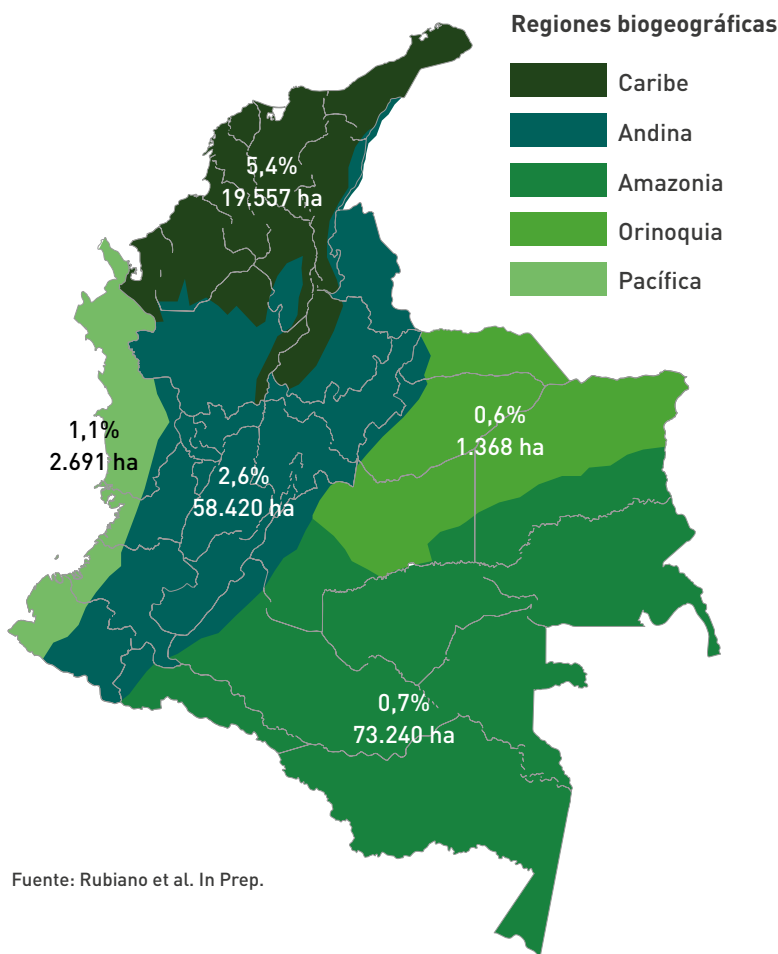 Regiones biogeográficas
Caribe
Andina
Amazonia
Orinoquia
Pacífica
5,4%
19.557 ha
1,1%
2.691 ha
2,6%
58.420 ha
0,6%
1.368 ha
0,7%
73.240 ha
Fuente: Rubiano et al. In Prep.